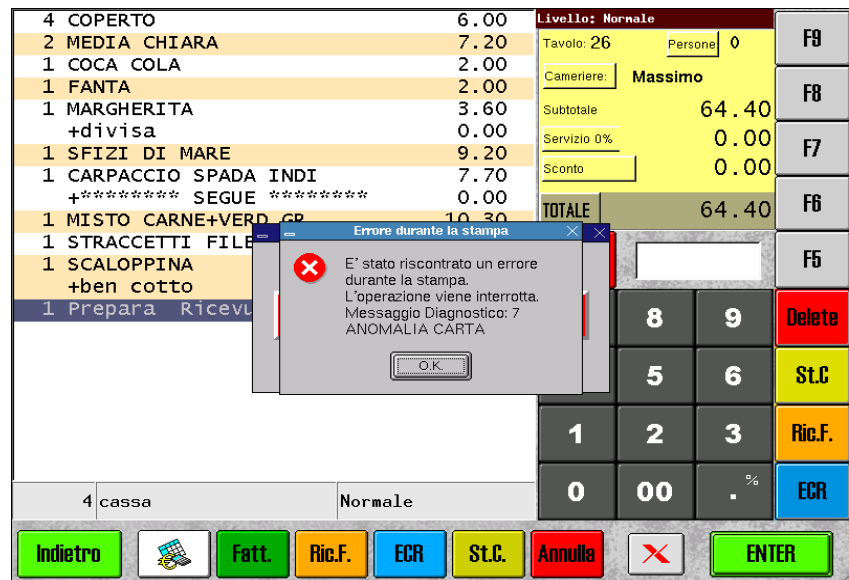 4 COPERTO 6.00
2 MEDIA CHIARA 7.20
1 COCA COLA 2.00
1 FANTA 2.00
1 MARGHERITA 3.60
+divisa 0.00
1 SFIZI DI MARE 9.20
1 CARPACCIO SPADA INDI 7.70
+******** SEGUE ******** 0.00
1 MISTO CARNE+VERD GR 10.30
1 STRACCETTI FILE
1 SCALOPPINA
+ben cotto
1 Prepara Ricevu
4 cassa Normale
Livello: Normale
Tavolo: 26 Persone 0
Cameriere: Massimo
Subtotale 64.40
Servizio 0% 0.00
Sconto 0.00
TOTALE 64.40
Errore durante la stampa
E' stato riscontrato un errore
durante la stampa.
L'operazione viene interrotta.
Messaggio Diagnostico: 7
ANOMALIA CARTA
O.K.
8 9
5 6
1 2 3
0 00 . %
F9
F8
F7
F6
F5
Delete
St.C
Ric.F.
ECR
Indietro Fatt. Ric.F. ECR St.C. Annulla ENTER